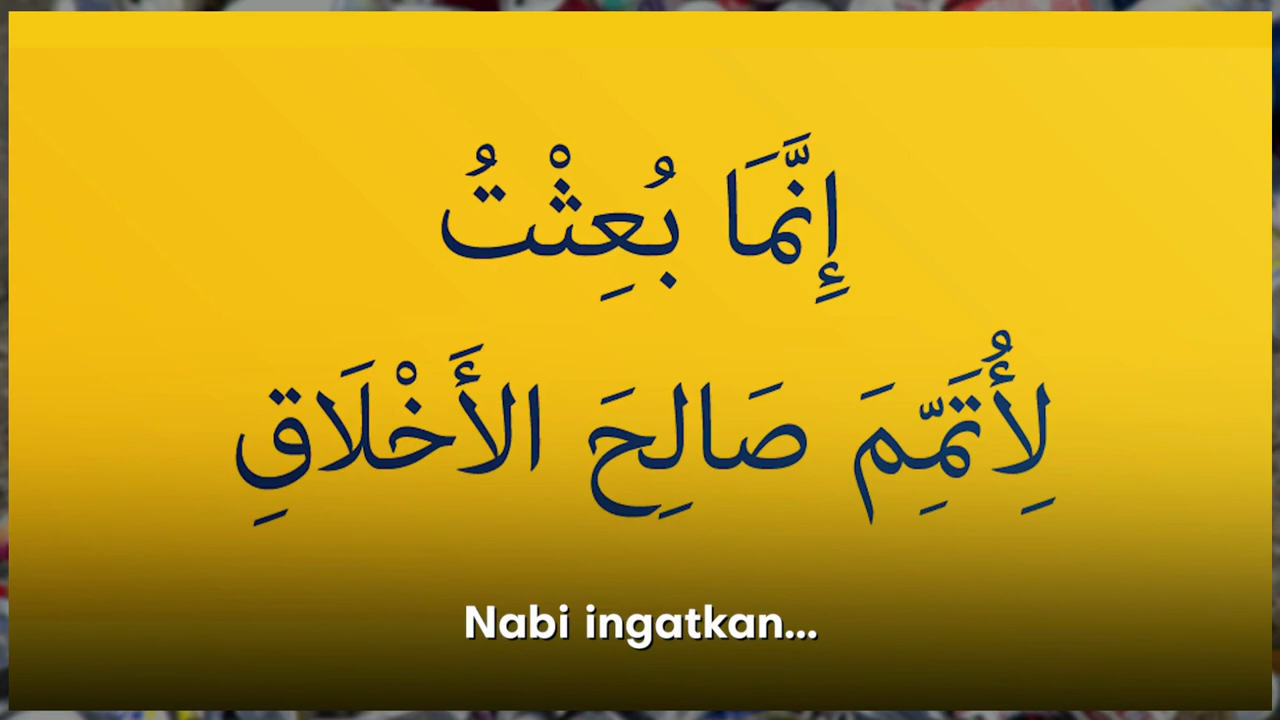 إِنَّمَا بُعِثْتُ
لِأُتَمِّمَ صَالِحَ الأَخْلَاقِ
Nabi ingatkan...